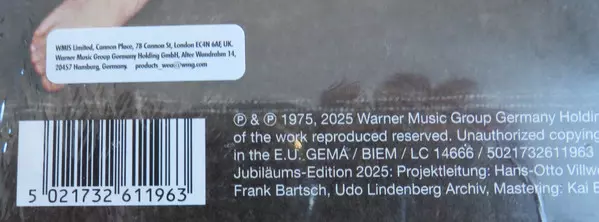 WMIS Limited, Cannon Place, 78 Cannon St, London EC4N 6AF, UK.
Warner Music Group Germany Holding GmbH, Alter Wandrahm 14,
20457 Hamburg, Germany. products_wea@wmg.com
Ⓟ & Ⓟ 1975, 2025 Warner Music Group Germany Holdin
of the work reproduced reserved. Unauthorized copying
in the E.U. GEMA / BIEM / LC 14666 / 5021732611963
Jubiläums-Edition 2025: Projektleitung: Hans-Otto Villw
Frank Bartsch, Udo Lindenberg Archiv, Mastering: Kai
5 021732 611963